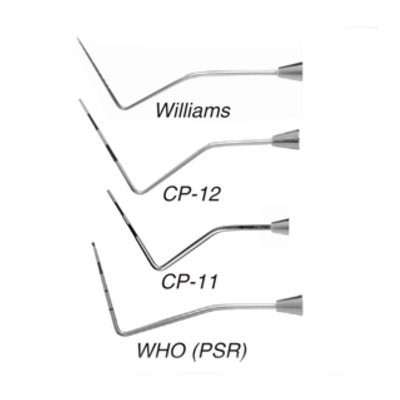 Williams
CP-12
CP-11
WHO (PSR)